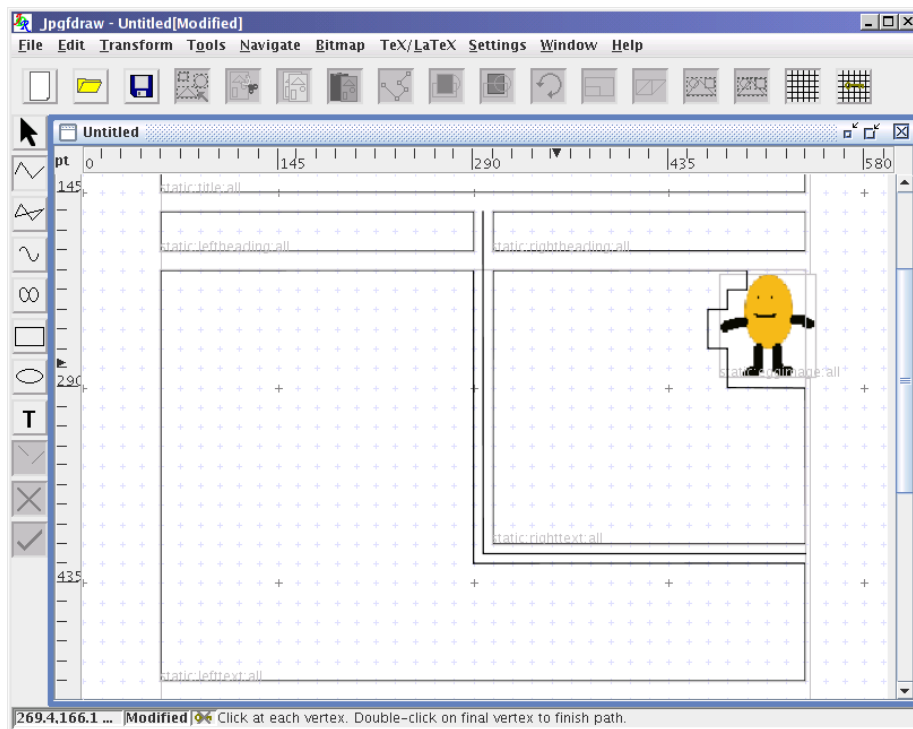 Jpgfdraw - Untitled[Modified]
File Edit Transform Tools Navigate Bitmap TeX/LaTeX Settings Window Help
Untitled
pt 0 145 290 435 580
145
static:title:all
static:leftheading:all static:rightheading:all
static:eggimage:all
290
static:righttext:all
435
static:lefttext:all
T
269.4,166.1 ... Modified Click at each vertex. Double-click on final vertex to finish path.